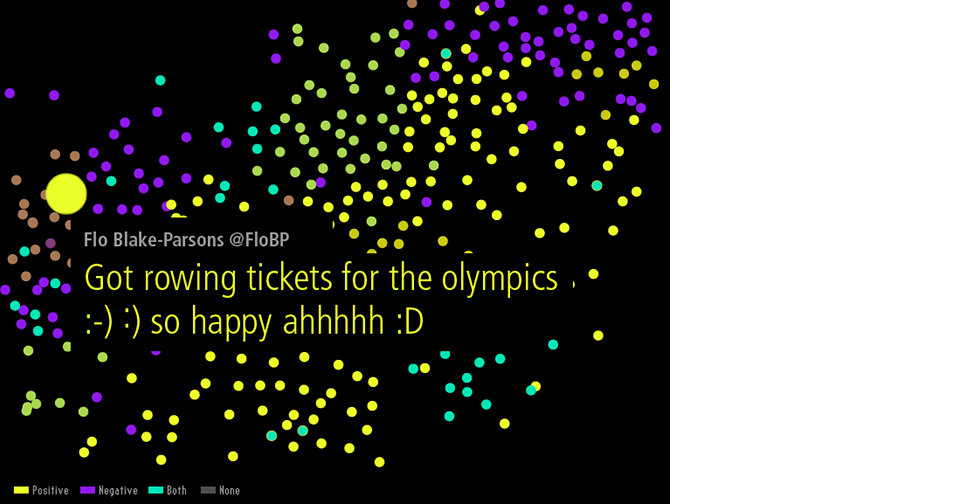 Flo Blake-Parsons @FloBP
Got rowing tickets for the olympics
:-) :) so happy ahhhhh :D
Positive
Negative
Both
None